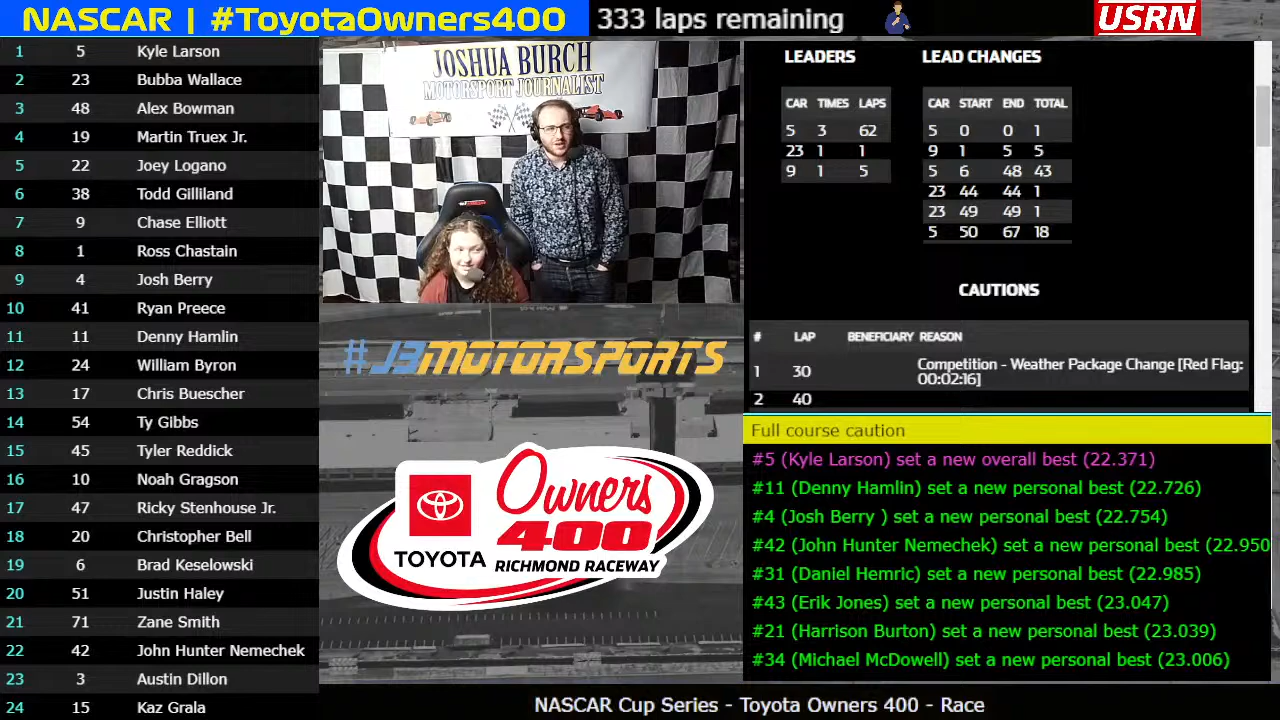 NASCAR | #ToyotaOwners400
333 laps remaining
USRN
1 5 Kyle Larson
2 23 Bubba Wallace
3 48 Alex Bowman
4 19 Martin Truex Jr.
5 22 Joey Logano
6 38 Todd Gilliland
7 9 Chase Elliott
8 1 Ross Chastain
9 4 Josh Berry
10 41 Ryan Preece
11 11 Denny Hamlin
12 24 William Byron
13 17 Chris Buescher
14 54 Ty Gibbs
15 45 Tyler Reddick
16 10 Noah Gragson
17 47 Ricky Stenhouse Jr.
18 20 Christopher Bell
19 6 Brad Keselowski
20 51 Justin Haley
21 71 Zane Smith
22 42 John Hunter Nemechek
23 3 Austin Dillon
24 15 Kaz Grala
JOSHUA BURCH
MOTORSPORT JOURNALIST
NASCAR
#JBMOTORSPORTS
Owners
400
TOYOTA
RICHMOND RACEWAY
LEADERS
CAR TIMES LAPS
5 3 62
23 1 1
9 1 5
LEAD CHANGES
CAR START END TOTAL
5 0 0 1
9 1 5 5
5 6 48 43
23 44 44 1
23 49 49 1
5 50 67 18
CAUTIONS
# LAP BENEFICIARY REASON
1 30 Competition - Weather Package Change [Red Flag:
00:02:16]
2 40
Full course caution
#5 (Kyle Larson) set a new overall best (22.371)
#11 (Denny Hamlin) set a new personal best (22.726)
#4 (Josh Berry ) set a new personal best (22.754)
#42 (John Hunter Nemechek) set a new personal best (22.950
#31 (Daniel Hemric) set a new personal best (22.985)
#43 (Erik Jones) set a new personal best (23.047)
#21 (Harrison Burton) set a new personal best (23.039)
#34 (Michael McDowell) set a new personal best (23.006)
NASCAR Cup Series - Toyota Owners 400 - Race